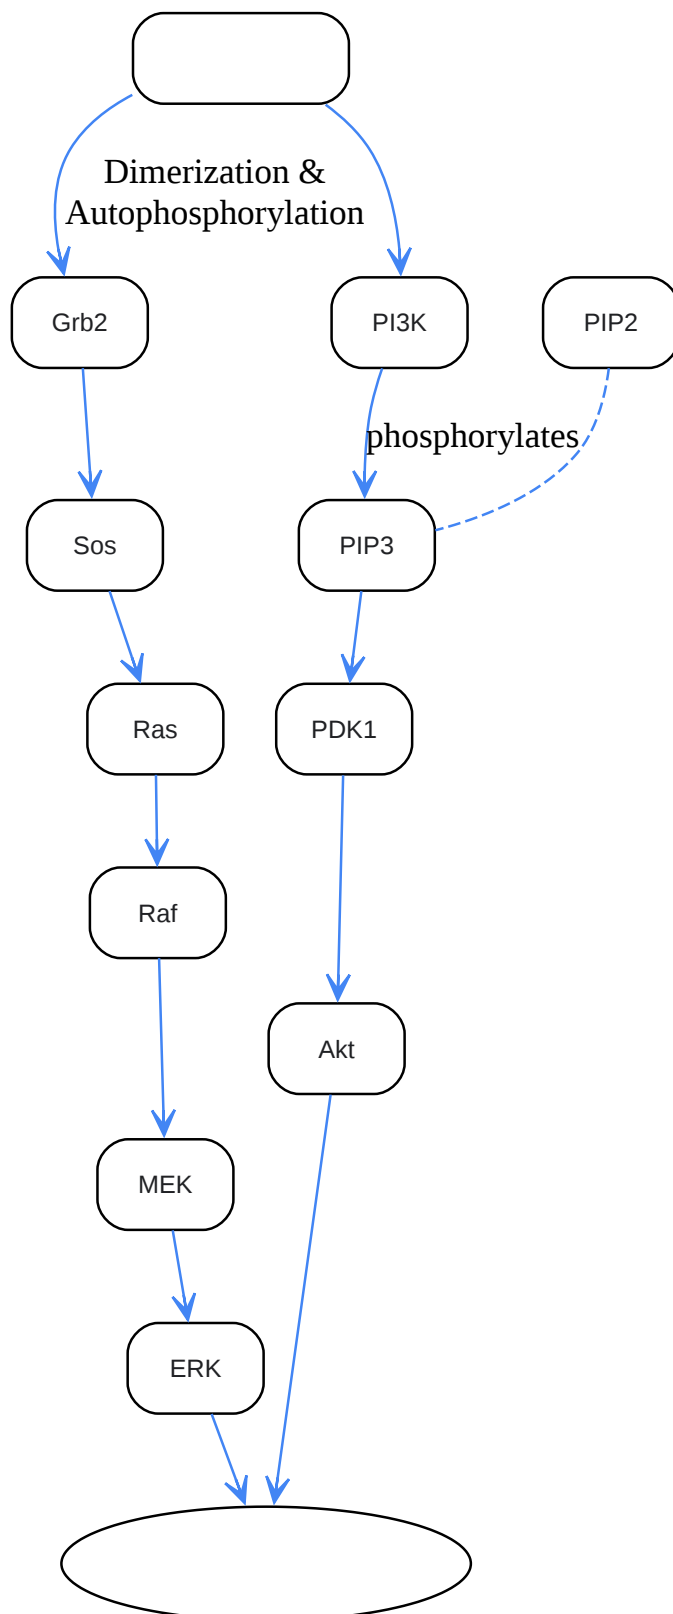 Dimerization &
Autophosphorylation
Grb2
PI3K
PIP2
phosphorylates
Sos
PIP3
Ras
PDK1
Raf
Akt
MEK
ERK